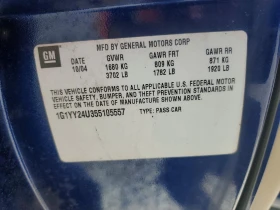 MFD BY GENERAL MOTORS CORP
GM
DATE GVWR GAWR FRT GAWR RR
10/04 1680 KG 809 KG 871 KG
3702 LB 1782 LB 1920 LB
THIS VEHICLE CONFORMS TO ALL APPLICABLE U.S. FEDERAL MOTOR
VEHICLE SAFETY, BUMPER, AND THEFT PREVENTION STANDARDS IN
EFFECT ON THE DATE OF MANUFACTURE SHOWN ABOVE.
1G1YY24U355105557 TYPE: PASS CAR